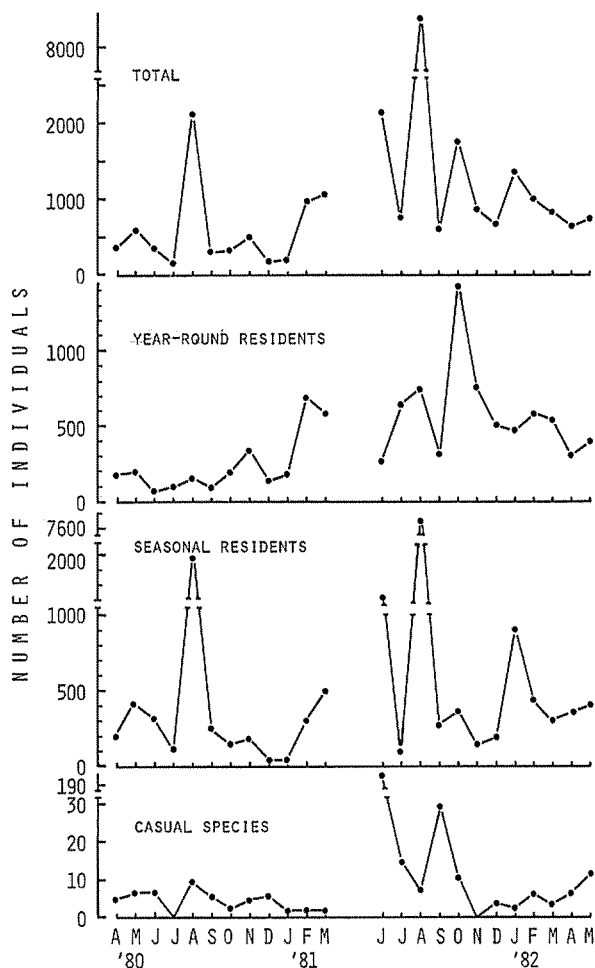 8000
TOTAL
2000
1000
0
YEAR-ROUND RESIDENTS
1000
500
0
NUMBER OF INDIVIDUALS
7600
SEASONAL RESIDENTS
2000
1000
500
0
190
30
CASUAL SPECIES
20
10
0
A M J J A S O N D J F M J J A S O N D J F M A M
'80 '81 '82